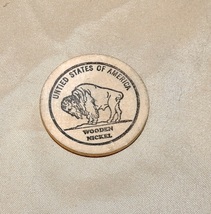 UNITED STATES OF AMERICA
WOODEN
NICKEL